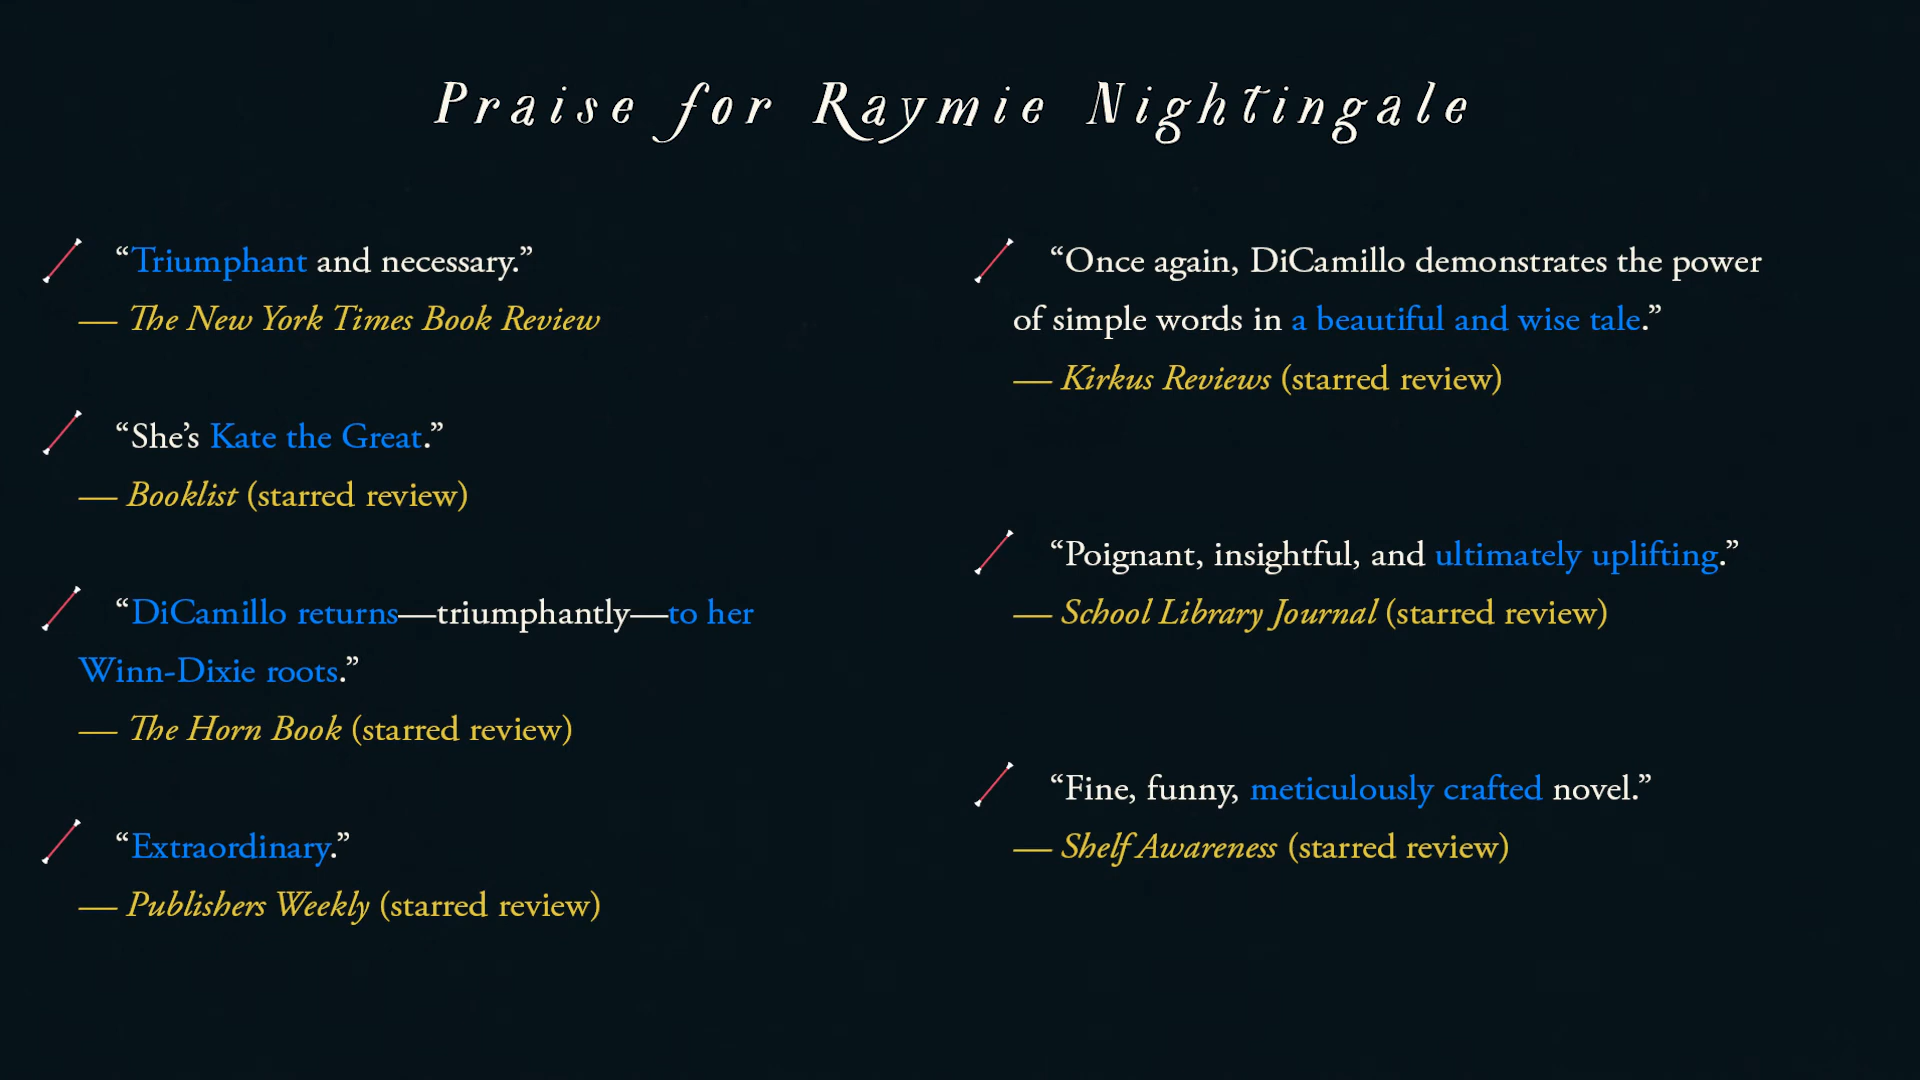 Praise for Raymie Nightingale
“Triumphant and necessary.”
— The New York Times Book Review
“She’s Kate the Great.”
— Booklist (starred review)
“DiCamillo returns—triumphantly—to her
Winn-Dixie roots.”
— The Horn Book (starred review)
“Extraordinary.”
— Publishers Weekly (starred review)
“Once again, DiCamillo demonstrates the power
of simple words in a beautiful and wise tale.”
— Kirkus Reviews (starred review)
“Poignant, insightful, and ultimately uplifting.”
— School Library Journal (starred review)
“Fine, funny, meticulously crafted novel.”
— Shelf Awareness (starred review)